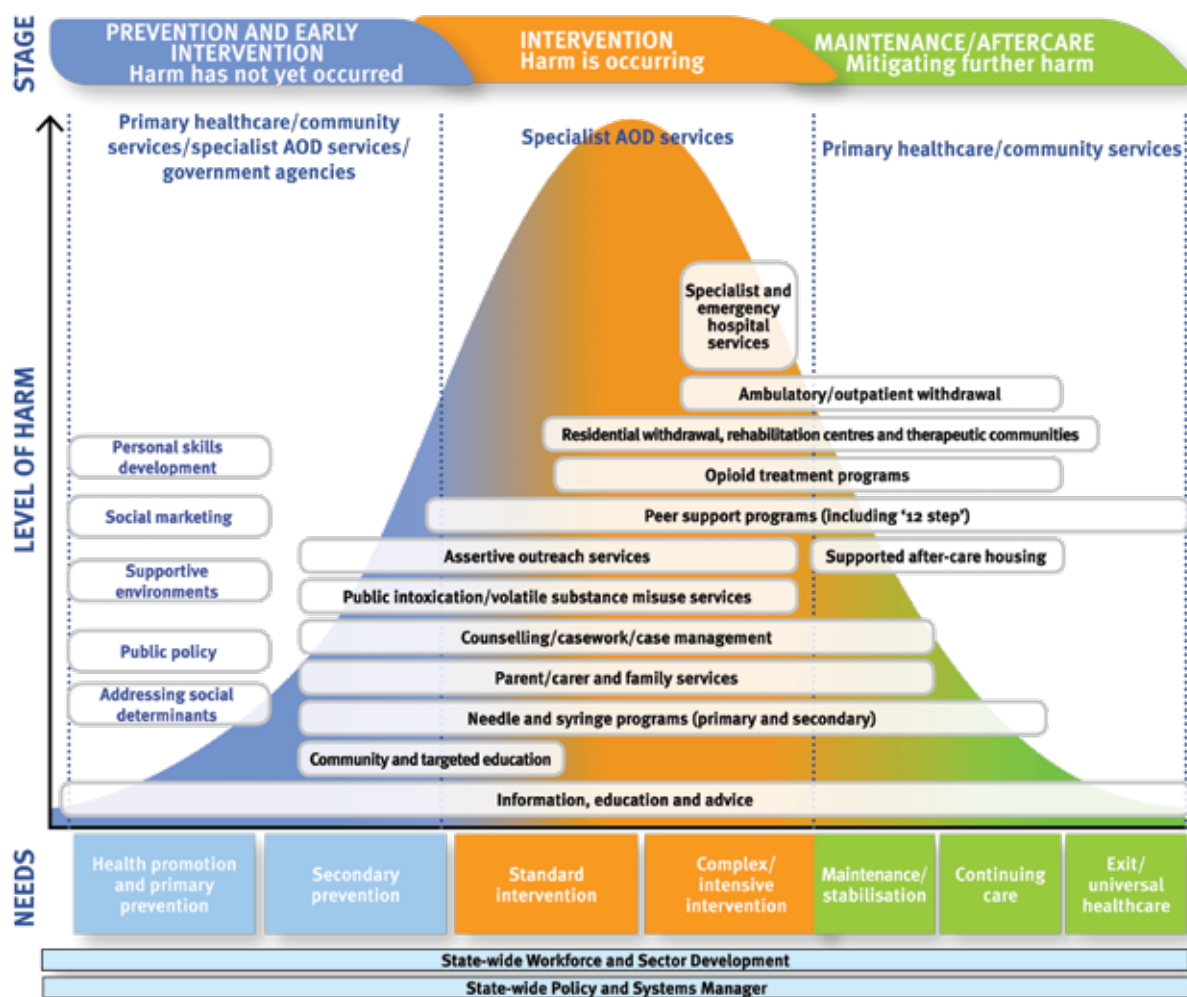 STAGE
PREVENTION AND EARLY
INTERVENTION
Harm has not yet occurred
INTERVENTION
Harm is occurring
MAINTENANCE/AFTERCARE
Mitigating further harm
Primary healthcare/community
services/specialist AOD services/
government agencies
Specialist AOD services
Primary healthcare/community services
LEVEL OF HARM
Specialist and
emergency
hospital
services
Ambulatory/outpatient withdrawal
Residential withdrawal, rehabilitation centres and therapeutic communities
Personal skills
development
Opioid treatment programs
Social marketing
Peer support programs (including ‘12 step’)
Assertive outreach services
Supported after-care housing
Supportive
environments
Public intoxication/volatile substance misuse services
Public policy
Counselling/casework/case management
Parent/carer and family services
Addressing social
determinants
Needle and syringe programs (primary and secondary)
Community and targeted education
Information, education and advice
NEEDS
Health promotion
and primary
prevention
Secondary
prevention
Standard
intervention
Complex/
intensive
intervention
Maintenance/
stabilisation
Continuing
care
Exit/
universal
healthcare
State-wide Workforce and Sector Development
State-wide Policy and Systems Manager